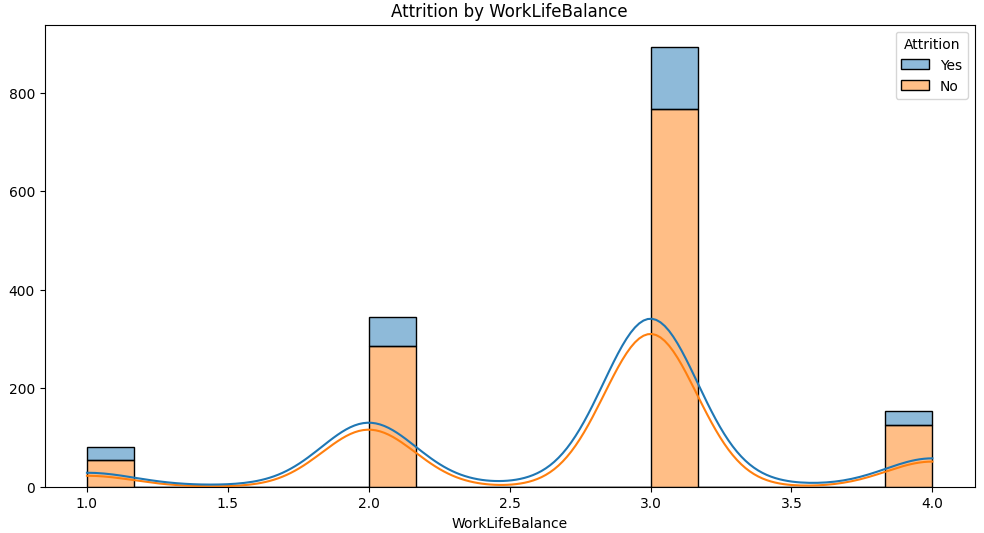 Attrition by WorkLifeBalance
Attrition
Yes
No
800
600
400
200
0
1.0 1.5 2.0 2.5 3.0 3.5 4.0
WorkLifeBalance